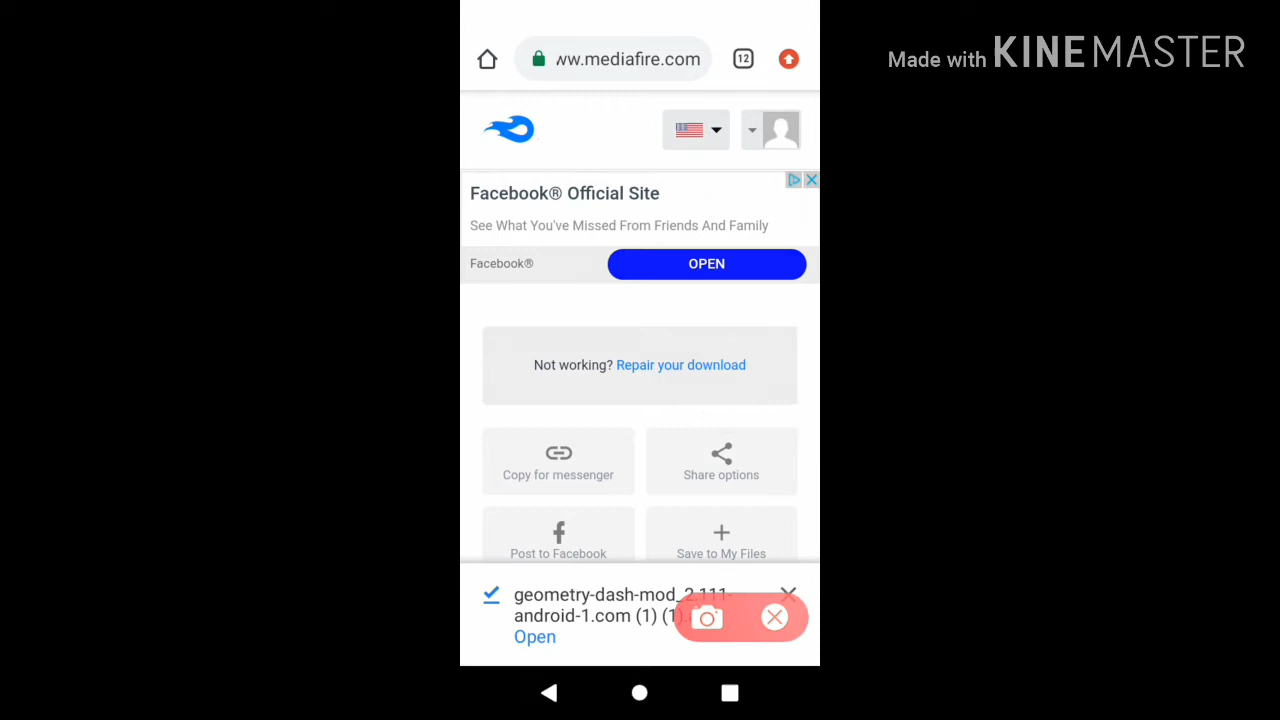 Made with KINEMASTER
12
ww.mediafire.com
Facebook® Official Site
See What You've Missed From Friends And Family
Facebook®
OPEN
Not working? Repair your download
Copy for messenger
Share options
Post to Facebook
Save to My Files
geometry-dash-mod_2.111-
android-1.com (1) (1)
Open